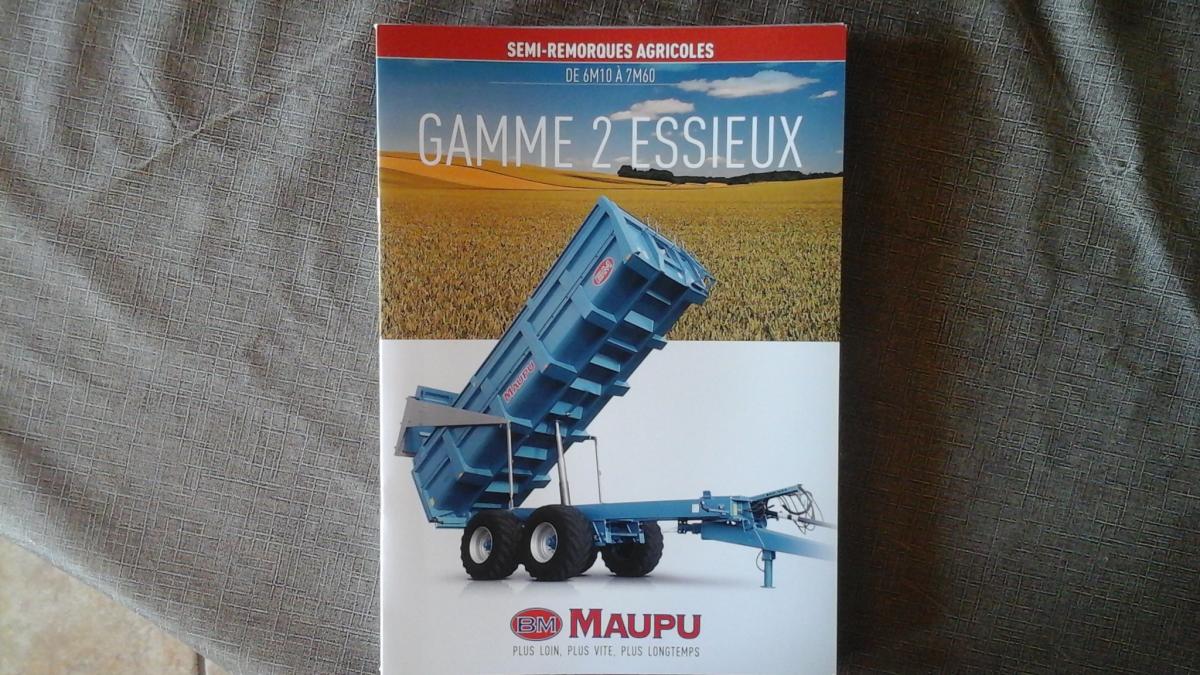 SEMI-REMORQUES AGRICOLES
DE 6M10 À 7M60
GAMME 2 ESSIEUX
MAUPU
BM MAUPU
PLUS LOIN, PLUS VITE, PLUS LONGTEMPS